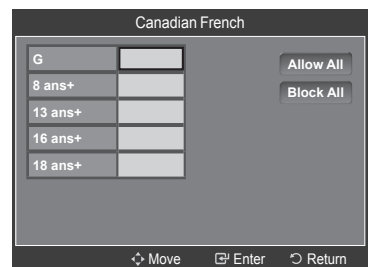 Canadian French
G
Allow All
8 ans+
Block All
13 ans+
16 ans+
18 ans+
Move Enter Return